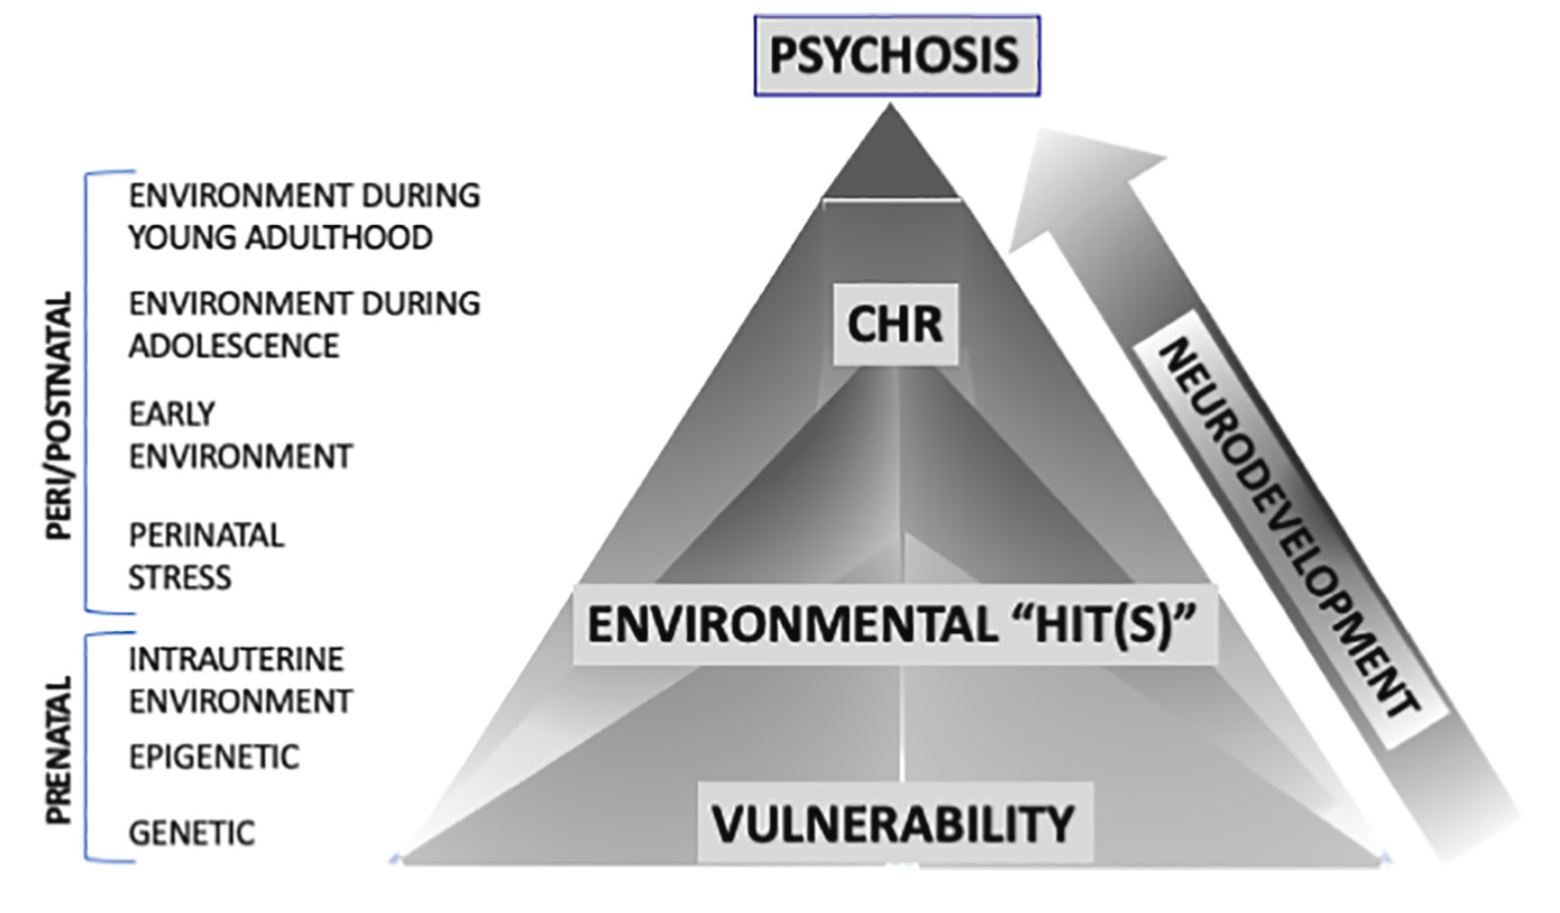 PSYCHOSIS
PERI/POSTNATAL
ENVIRONMENT DURING
YOUNG ADULTHOOD
ENVIRONMENT DURING
ADOLESCENCE
EARLY
ENVIRONMENT
PERINATAL
STRESS
PRENATAL
INTRAUTERINE
ENVIRONMENT
EPIGENETIC
GENETIC
CHR
ENVIRONMENTAL “HIT(S)”
VULNERABILITY
NEURODEVELOPMENT